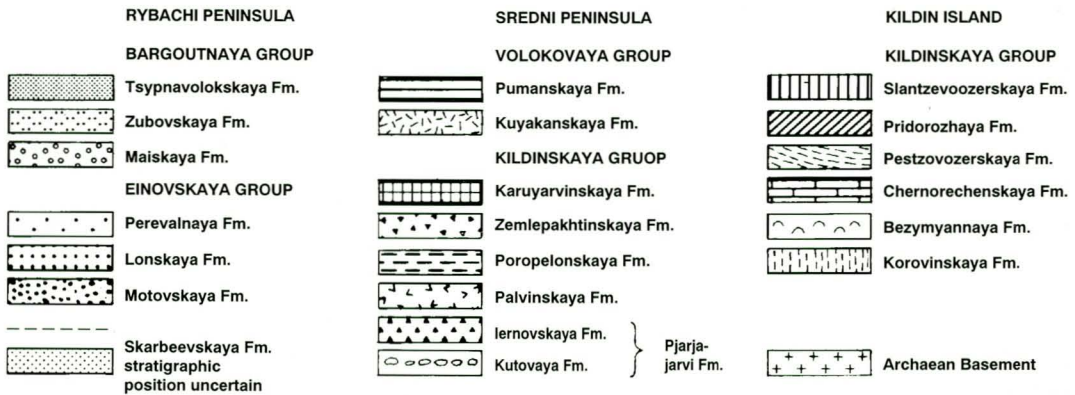 RYBACHI PENINSULA
BARGOUTNAYA GROUP
Tsypnavolokskaya Fm.
Zubovskaya Fm.
Maiskaya Fm.
EINOVSKAYA GROUP
Perevalnaya Fm.
Lonskaya Fm.
Motovskaya Fm.
Skarbeevskaya Fm.
stratigraphic
position uncertain
SREDNI PENINSULA
VOLOKOVAYA GROUP
Pumanskaya Fm.
Kuyakanskaya Fm.
KILDINSKAYA GRUOP
Karuyarvinskaya Fm.
Zemlepakhtinskaya Fm.
Poropelonskaya Fm.
Palvinskaya Fm.
Iernovskaya Fm.
Kutovaya Fm.
Pjarja-
jarvi Fm.
KILDIN ISLAND
KILDINSKAYA GROUP
Slantzevoozerskaya Fm.
Pridorozhaya Fm.
Pestzovozerskaya Fm.
Chernorechenskaya Fm.
Bezymyannaya Fm.
Korovinskaya Fm.
Archaean Basement